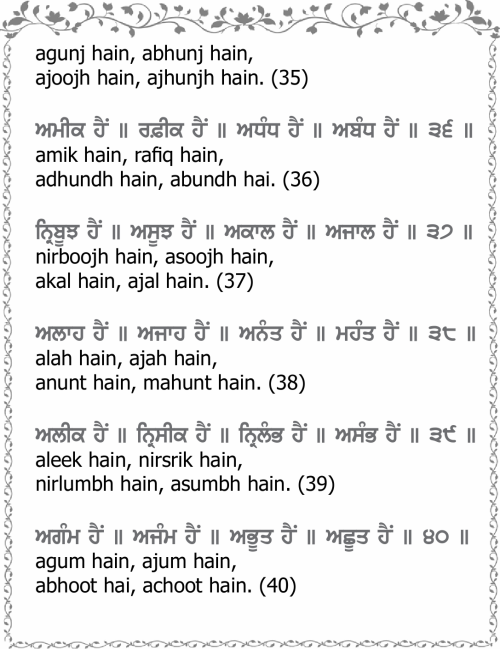 agunj hain, abhunj hain,
ajoojh hain, ajhunjh hain. (35)
ਅਮੀਕ ਹੈਂ ॥ ਰਫ਼ੀਕ ਹੈਂ ॥ ਅਧੰਧ ਹੈਂ ॥ ਅਬੰਧ ਹੈਂ ॥ ੩੬ ॥
amik hain, rafiq hain,
adhundh hain, abundh hai. (36)
ਨ੍ਰਿਬੂਝ ਹੈਂ ॥ ਅਸੂਝ ਹੈਂ ॥ ਅਕਾਲ ਹੈਂ ॥ ਅਜਾਲ ਹੈਂ ॥ ੩੭ ॥
nirboojh hain, asoojh hain,
akal hain, ajal hain. (37)
ਅਲਾਹ ਹੈਂ ॥ ਅਜਾਹ ਹੈਂ ॥ ਅਨੰਤ ਹੈਂ ॥ ਮਹੰਤ ਹੈਂ ॥ ੩੮ ॥
alah hain, ajah hain,
anunt hain, mahunt hain. (38)
ਅਲੀਕ ਹੈਂ ॥ ਨ੍ਰਿਸੀਕ ਹੈਂ ॥ ਨ੍ਰਿਲੰਭ ਹੈਂ ॥ ਅਸੰਭ ਹੈਂ ॥ ੩੯ ॥
aleek hain, nirsrik hain,
nirlumbh hain, asumbh hain. (39)
ਅਗੰਮ ਹੈਂ ॥ ਅਜੰਮ ਹੈਂ ॥ ਅਭੂਤ ਹੈਂ ॥ ਅਛੂਤ ਹੈਂ ॥ ੪੦ ॥
agum hain, ajum hain,
abhoot hai, achoot hain. (40)